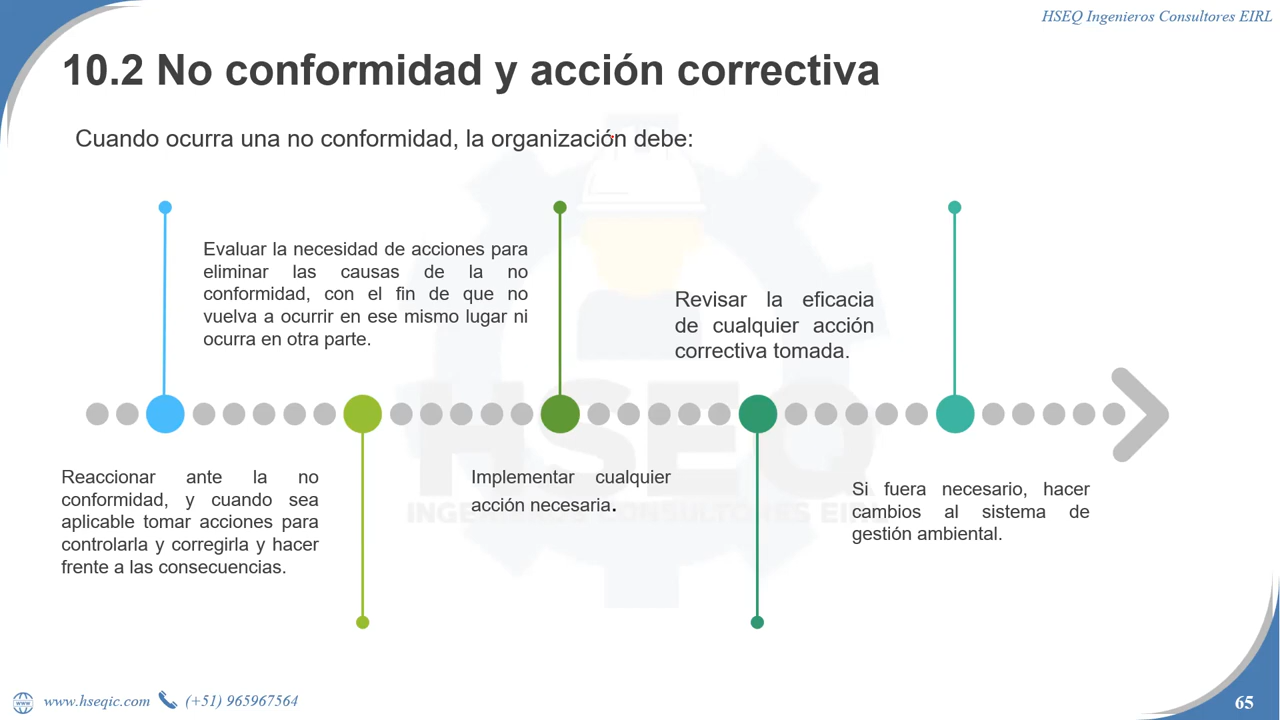 HSEQ Ingenieros Consultores EIRL
10.2 No conformidad y acción correctiva
Cuando ocurra una no conformidad, la organización debe:
Evaluar la necesidad de acciones para
eliminar las causas de la no
conformidad, con el fin de que no
vuelva a ocurrir en ese mismo lugar ni
ocurra en otra parte.
Revisar la eficacia
de cualquier acción
correctiva tomada.
Reaccionar ante la no
conformidad, y cuando sea
aplicable tomar acciones para
controlarla y corregirla y hacer
frente a las consecuencias.
Implementar cualquier
acción necesaria.
Si fuera necesario, hacer
cambios al sistema de
gestión ambiental.
HSEQ
INGENIEROS CONSULTORES EIRL
www.hseqic.com (+51) 965967564
65